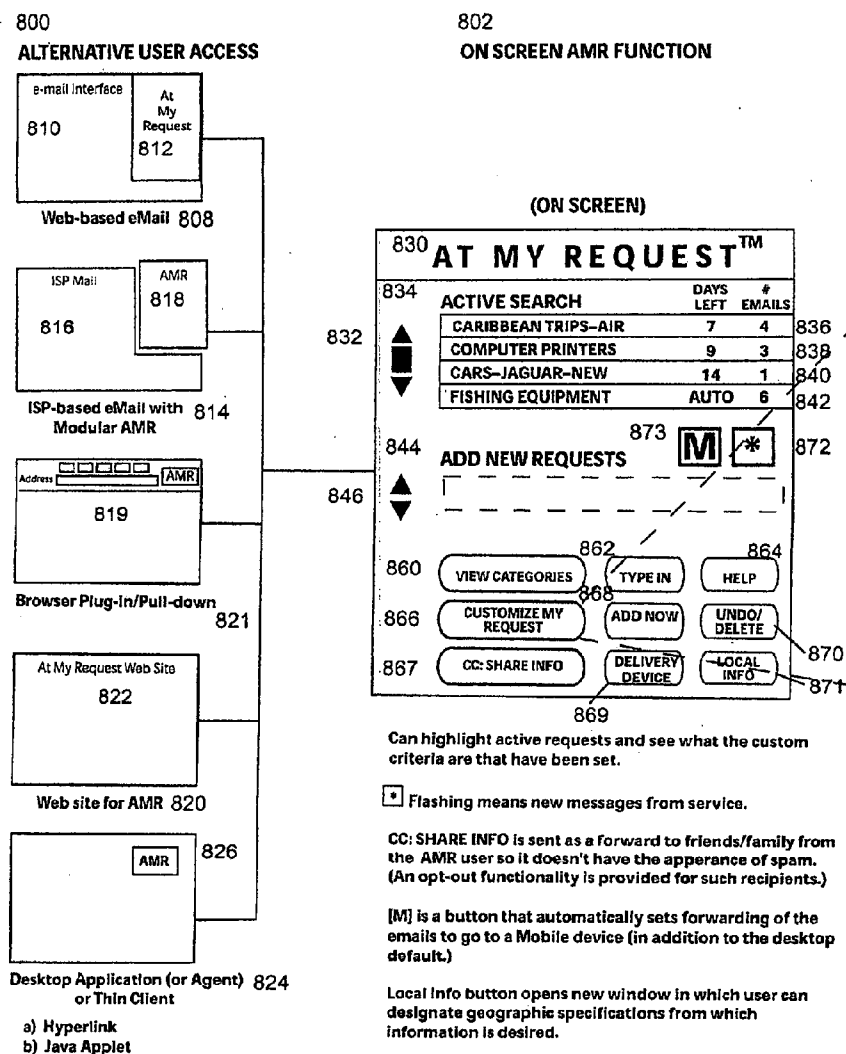 800
ALTERNATIVE USER ACCESS
e-mail Interface
810
At
My
Request
812
Web-based eMail 808
ISP Mail
816
AMR
818
ISP-based eMail with 814
Modular AMR
Address
AMR
819
Browser Plug-in/Pull-down
821
At My Request Web Site
822
Web site for AMR 820
826
AMR
Desktop Application (or Agent) 824
or Thin Client
a) Hyperlink
b) Java Applet
802
ON SCREEN AMR FUNCTION
(ON SCREEN)
830 AT MY REQUEST™
834
832
ACTIVE SEARCH DAYS LEFT # EMAILS
CARIBBEAN TRIPS–AIR 7 4 836
COMPUTER PRINTERS 9 3 838
CARS–JAGUAR–NEW 14 1 840
FISHING EQUIPMENT AUTO 6 842
844 873 M * 872
ADD NEW REQUESTS
846
862 864
860 VIEW CATEGORIES TYPE IN HELP
868
866 CUSTOMIZE MY REQUEST ADD NOW UNDO/ DELETE
870
867 CC: SHARE INFO DELIVERY DEVICE LOCAL INFO
871
869
Can highlight active requests and see what the custom
criteria are that have been set.
* Flashing means new messages from service.
CC: SHARE INFO is sent as a forward to friends/family from
the AMR user so it doesn't have the apperance of spam.
(An opt-out functionality is provided for such recipients.)
[M] is a button that automatically sets forwarding of the
emails to go to a Mobile device (in addition to the desktop
default.)
Local Info button opens new window in which user can
designate geographic specifications from which
information is desired.